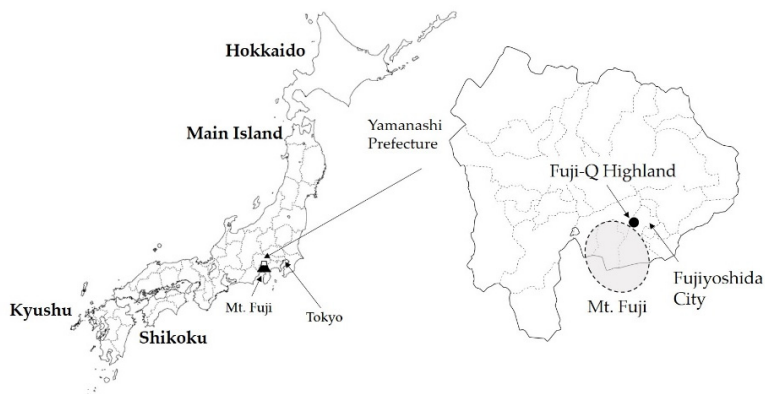 Hokkaido
Main Island
Yamanashi
Prefecture
Fuji-Q Highland
Fujiyoshida
City
Mt. Fuji
Kyushu
Shikoku
Mt. Fuji
Tokyo